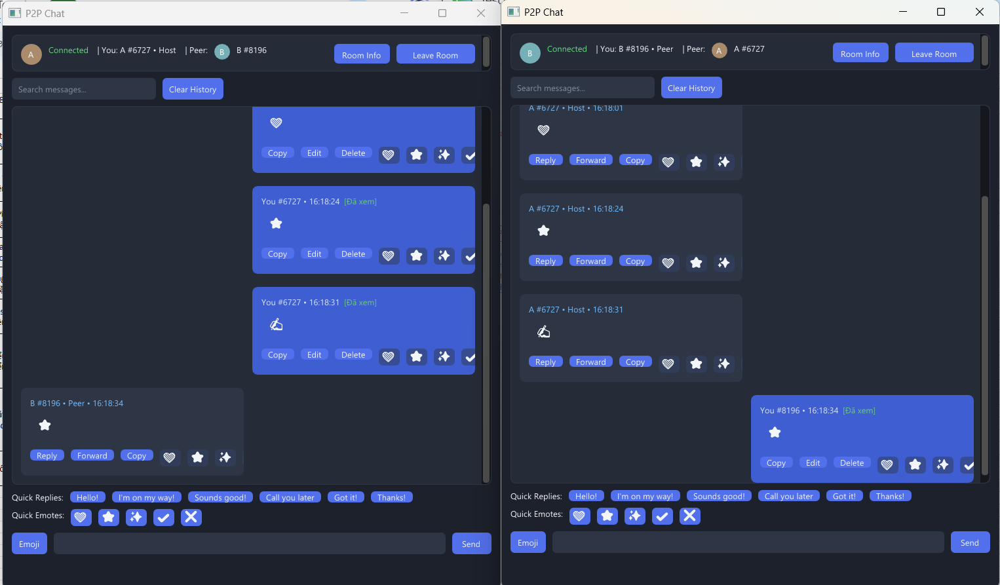 P2P Chat
A Connected | You: A #6727 • Host | Peer: B B #8196 Room Info Leave Room
Search messages... Clear History
Copy Edit Delete
You #6727 • 16:18:24 [Đã xem]
Copy Edit Delete
You #6727 • 16:18:31 [Đã xem]
Copy Edit Delete
B #8196 • Peer • 16:18:34
Reply Forward Copy
Quick Replies: Hello! I'm on my way! Sounds good! Call you later Got it! Thanks!
Quick Emotes:
Emoji Send
P2P Chat
B Connected | You: B #8196 • Peer | Peer: A A #6727 Room Info Leave Room
Search messages... Clear History
A #6727 • Host • 16:18:01
Reply Forward Copy
A #6727 • Host • 16:18:24
Reply Forward Copy
A #6727 • Host • 16:18:31
Reply Forward Copy
You #8196 • 16:18:34 [Đã xem]
Copy Edit Delete
Quick Replies: Hello! I'm on my way! Sounds good! Call you later Got it! Thanks!
Quick Emotes:
Emoji Send